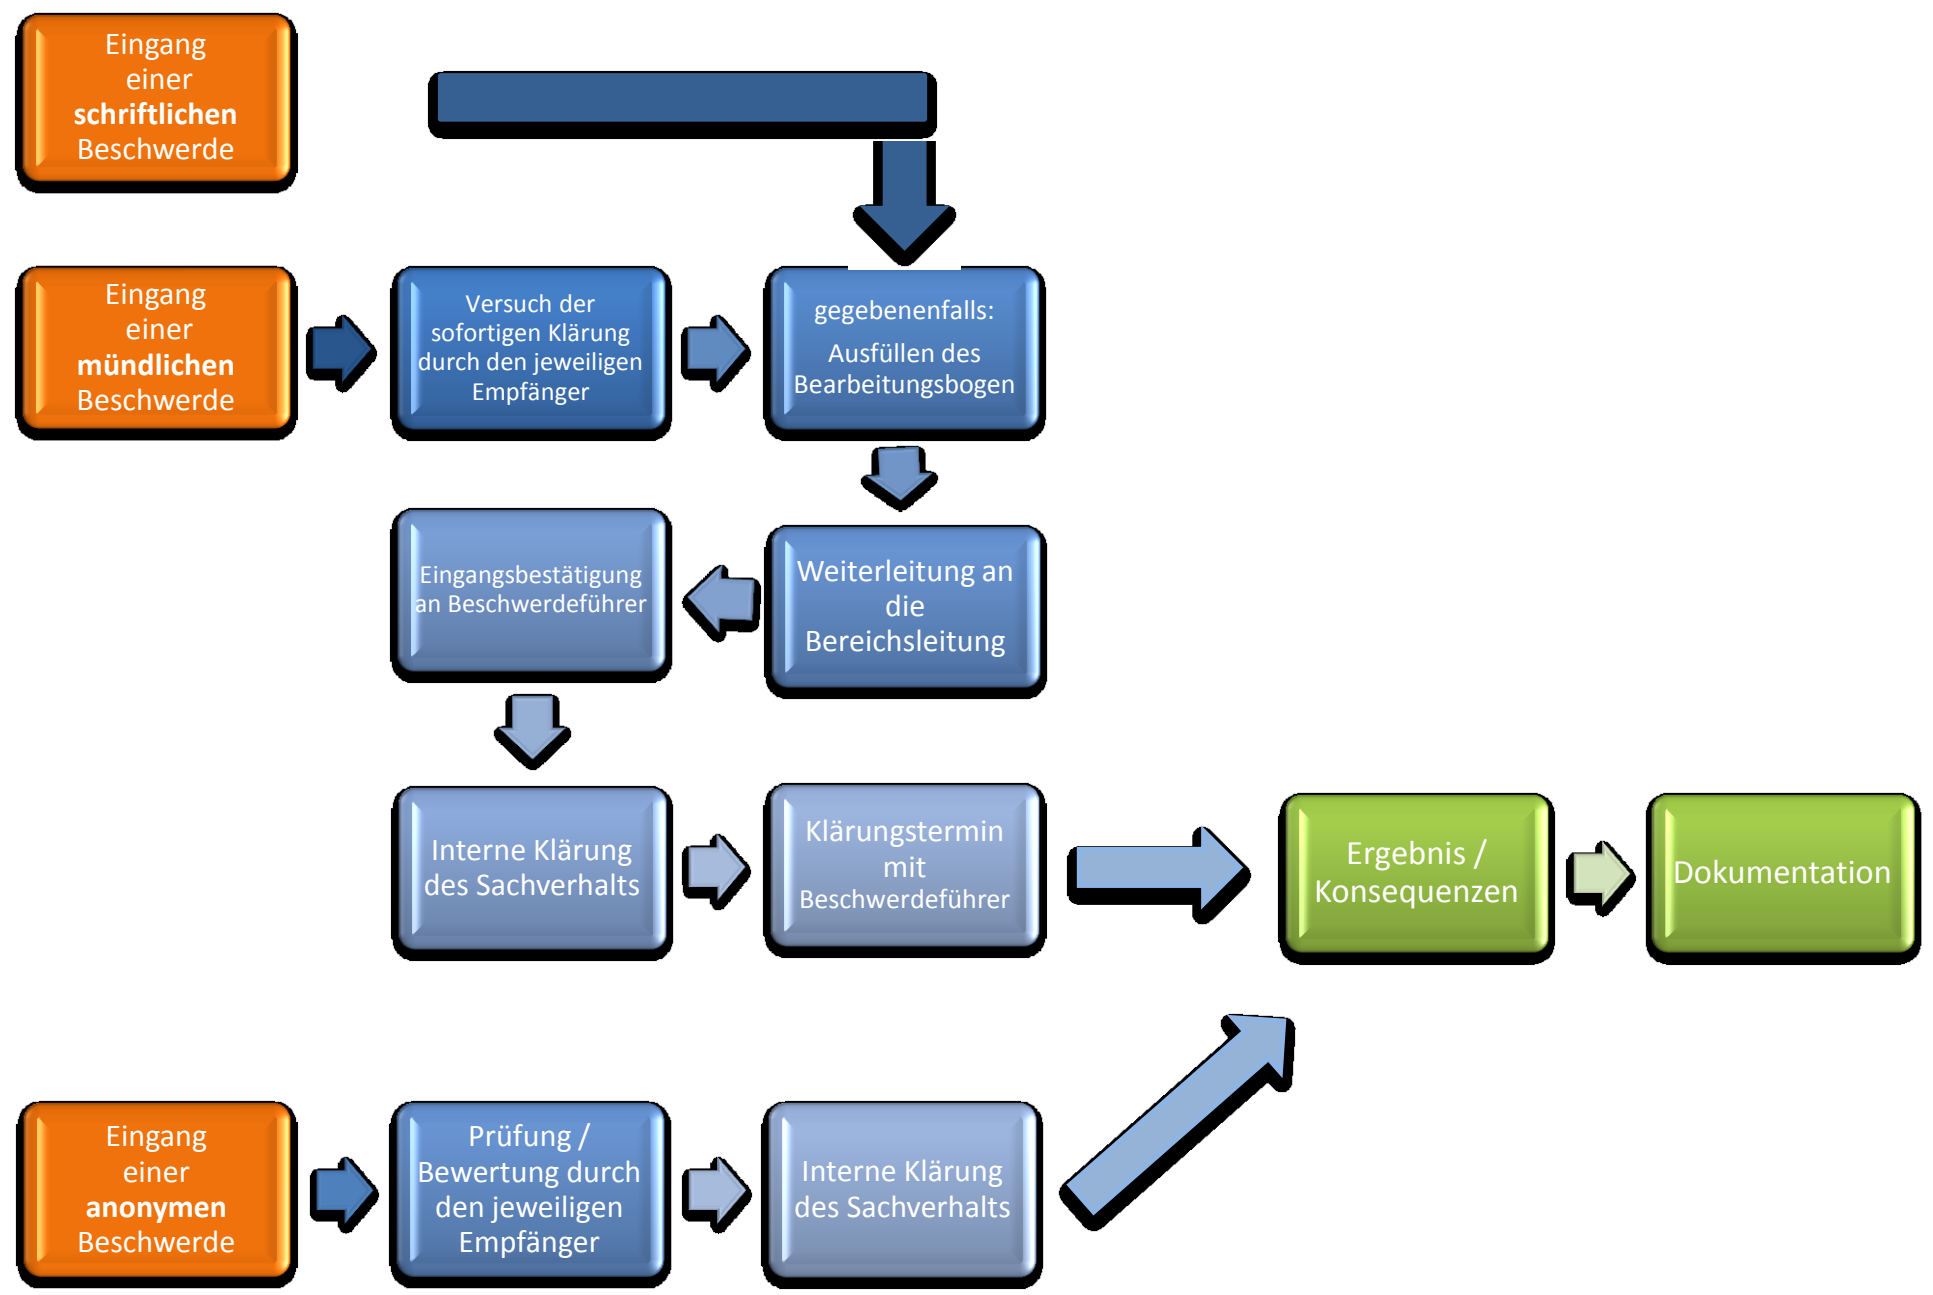 Eingang
einer
schriftlichen
Beschwerde
Eingang
einer
mündlichen
Beschwerde
Versuch der
sofortigen Klärung
durch den jeweiligen
Empfänger
gegebenenfalls:
Ausfüllen des
Bearbeitungsbogen
Eingangsbestätigung
an Beschwerdeführer
Weiterleitung an
die
Bereichsleitung
Interne Klärung
des Sachverhalts
Klärungstermin
mit
Beschwerdeführer
Ergebnis /
Konsequenzen
Dokumentation
Eingang
einer
anonymen
Beschwerde
Prüfung /
Bewertung durch
den jeweiligen
Empfänger
Interne Klärung
des Sachverhalts